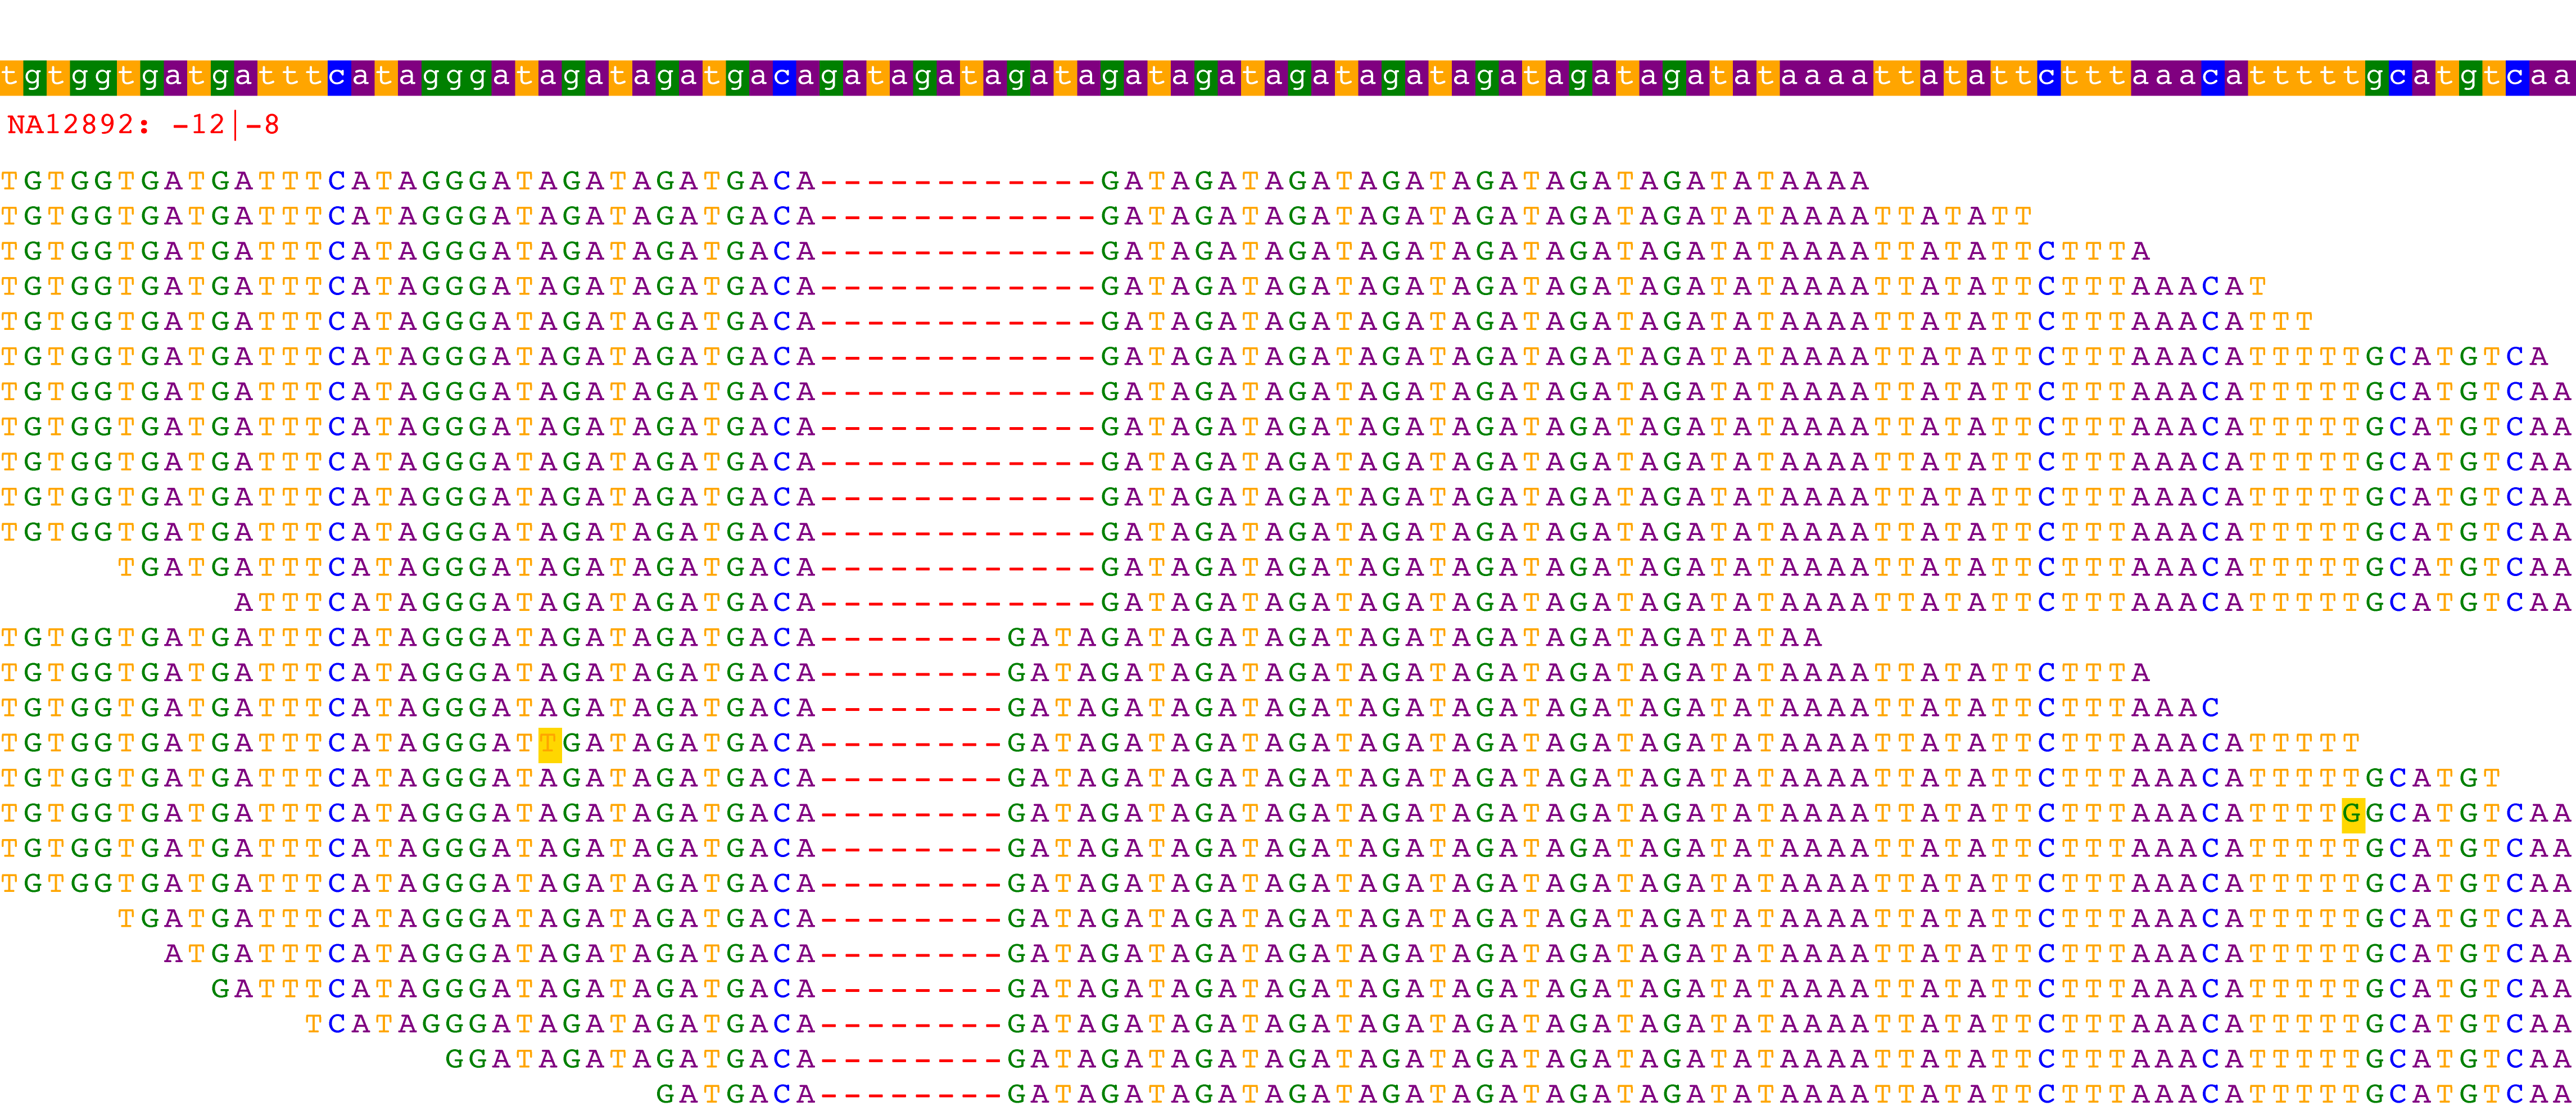 tgtggtgatgatttcatagggatagatagatgacagatagatagatagatagatagatagatagatagatagatataaaattatattctttaaacatttttgcatgtcaa
NA12892: -12|-8
TGTGGTGATGATTTCATAGGGATAGATAGATGACA------------GATAGATAGATAGATAGATAGATAGATATAAAA
TGTGGTGATGATTTCATAGGGATAGATAGATGACA------------GATAGATAGATAGATAGATAGATAGATATAAAATTATATT
TGTGGTGATGATTTCATAGGGATAGATAGATGACA------------GATAGATAGATAGATAGATAGATAGATATAAAATTATATTCTTTA
TGTGGTGATGATTTCATAGGGATAGATAGATGACA------------GATAGATAGATAGATAGATAGATAGATATAAAATTATATTCTTTAAACAT
TGTGGTGATGATTTCATAGGGATAGATAGATGACA------------GATAGATAGATAGATAGATAGATAGATATAAAATTATATTCTTTAAACATTT
TGTGGTGATGATTTCATAGGGATAGATAGATGACA------------GATAGATAGATAGATAGATAGATAGATATAAAATTATATTCTTTAAACATTTTTGCATGTCA
TGTGGTGATGATTTCATAGGGATAGATAGATGACA------------GATAGATAGATAGATAGATAGATAGATATAAAATTATATTCTTTAAACATTTTTGCATGTCAA
TGTGGTGATGATTTCATAGGGATAGATAGATGACA------------GATAGATAGATAGATAGATAGATAGATATAAAATTATATTCTTTAAACATTTTTGCATGTCAA
TGTGGTGATGATTTCATAGGGATAGATAGATGACA------------GATAGATAGATAGATAGATAGATAGATATAAAATTATATTCTTTAAACATTTTTGCATGTCAA
TGTGGTGATGATTTCATAGGGATAGATAGATGACA------------GATAGATAGATAGATAGATAGATAGATATAAAATTATATTCTTTAAACATTTTTGCATGTCAA
TGTGGTGATGATTTCATAGGGATAGATAGATGACA------------GATAGATAGATAGATAGATAGATAGATATAAAATTATATTCTTTAAACATTTTTGCATGTCAA
TGATGATTTCATAGGGATAGATAGATGACA------------GATAGATAGATAGATAGATAGATAGATATAAAATTATATTCTTTAAACATTTTTGCATGTCAA
ATTTCATAGGGATAGATAGATGACA------------GATAGATAGATAGATAGATAGATAGATATAAAATTATATTCTTTAAACATTTTTGCATGTCAA
TGTGGTGATGATTTCATAGGGATAGATAGATGACA--------GATAGATAGATAGATAGATAGATAGATAGATATAA
TGTGGTGATGATTTCATAGGGATAGATAGATGACA--------GATAGATAGATAGATAGATAGATAGATAGATATAAAATTATATTCTTTA
TGTGGTGATGATTTCATAGGGATAGATAGATGACA--------GATAGATAGATAGATAGATAGATAGATAGATATAAAATTATATTCTTTAAAC
TGTGGTGATGATTTCATAGGGATTGATAGATGACA--------GATAGATAGATAGATAGATAGATAGATAGATATAAAATTATATTCTTTAAACATTTTT
TGTGGTGATGATTTCATAGGGATAGATAGATGACA--------GATAGATAGATAGATAGATAGATAGATAGATATAAAATTATATTCTTTAAACATTTTTGCATGT
TGTGGTGATGATTTCATAGGGATAGATAGATGACA--------GATAGATAGATAGATAGATAGATAGATAGATATAAAATTATATTCTTTAAACATTTTGGCATGTCAA
TGTGGTGATGATTTCATAGGGATAGATAGATGACA--------GATAGATAGATAGATAGATAGATAGATAGATATAAAATTATATTCTTTAAACATTTTTGCATGTCAA
TGTGGTGATGATTTCATAGGGATAGATAGATGACA--------GATAGATAGATAGATAGATAGATAGATAGATATAAAATTATATTCTTTAAACATTTTTGCATGTCAA
TGATGATTTCATAGGGATAGATAGATGACA--------GATAGATAGATAGATAGATAGATAGATAGATATAAAATTATATTCTTTAAACATTTTTGCATGTCAA
ATGATTTCATAGGGATAGATAGATGACA--------GATAGATAGATAGATAGATAGATAGATAGATATAAAATTATATTCTTTAAACATTTTTGCATGTCAA
GATTTCATAGGGATAGATAGATGACA--------GATAGATAGATAGATAGATAGATAGATAGATATAAAATTATATTCTTTAAACATTTTTGCATGTCAA
TCATAGGGATAGATAGATGACA--------GATAGATAGATAGATAGATAGATAGATAGATATAAAATTATATTCTTTAAACATTTTTGCATGTCAA
GGATAGATAGATGACA--------GATAGATAGATAGATAGATAGATAGATAGATATAAAATTATATTCTTTAAACATTTTTGCATGTCAA
GATGACA--------GATAGATAGATAGATAGATAGATAGATAGATATAAAATTATATTCTTTAAACATTTTTGCATGTCAA